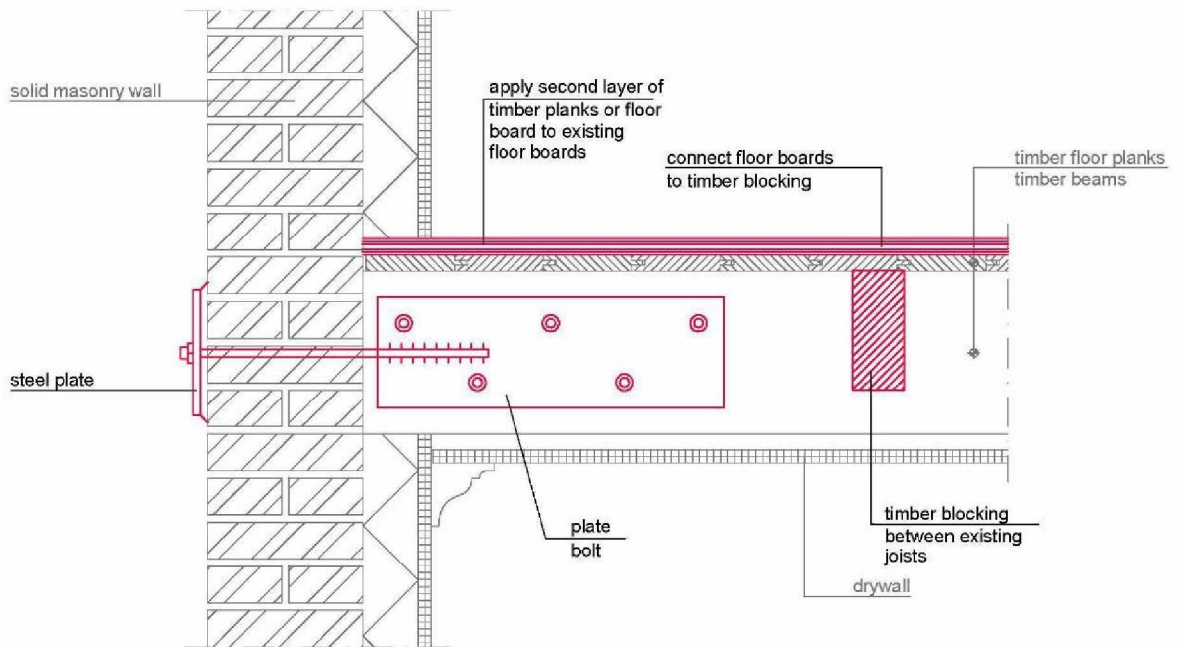 solid masonry wall
apply second layer of
timber planks or floor
board to existing
floor boards
connect floor boards
to timber blocking
timber floor planks
timber beams
steel plate
plate
bolt
timber blocking
between existing
joists
drywall